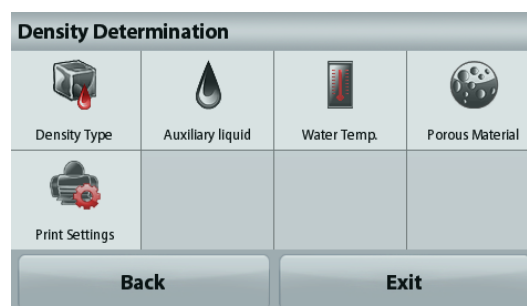 Density Determination
Density Type
Auxiliary liquid
Water Temp.
Porous Material
Print Settings
Back
Exit